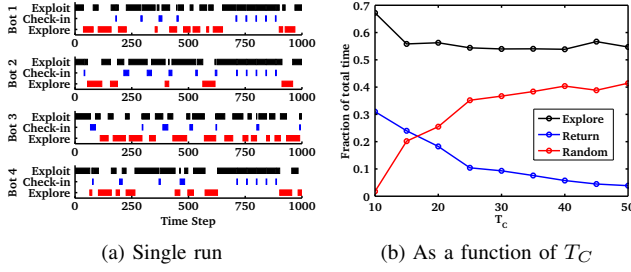 Bot 1
Exploit
Check-in
Explore
0 250 500 750 1000
Bot 2
Exploit
Check-in
Explore
0 250 500 750 1000
Bot 3
Exploit
Check-in
Explore
0 250 500 750 1000
Bot 4
Exploit
Check-in
Explore
0 250 500 750 1000
Time Step
(a) Single run
Fraction of total time
0.7
0.6
0.5
0.4
0.3
0.2
0.1
0
Explore
Return
Random
10 20 30 40 50
T_C
(b) As a function of T_C